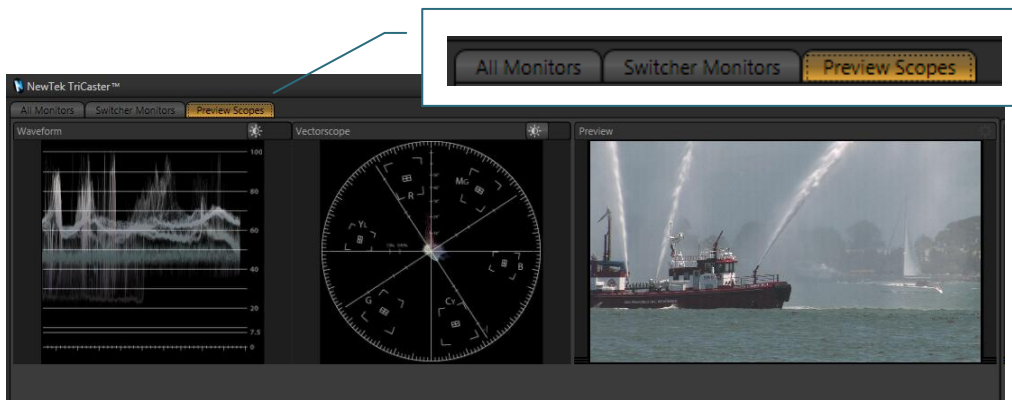 All Monitors Switcher Monitors Preview Scopes
NewTek TriCaster™
All Monitors Switcher Monitors Preview Scopes
Waveform Vectorscope Preview
100
80
60
40
20
7.5
0
R
MG
YL
B
G
CY